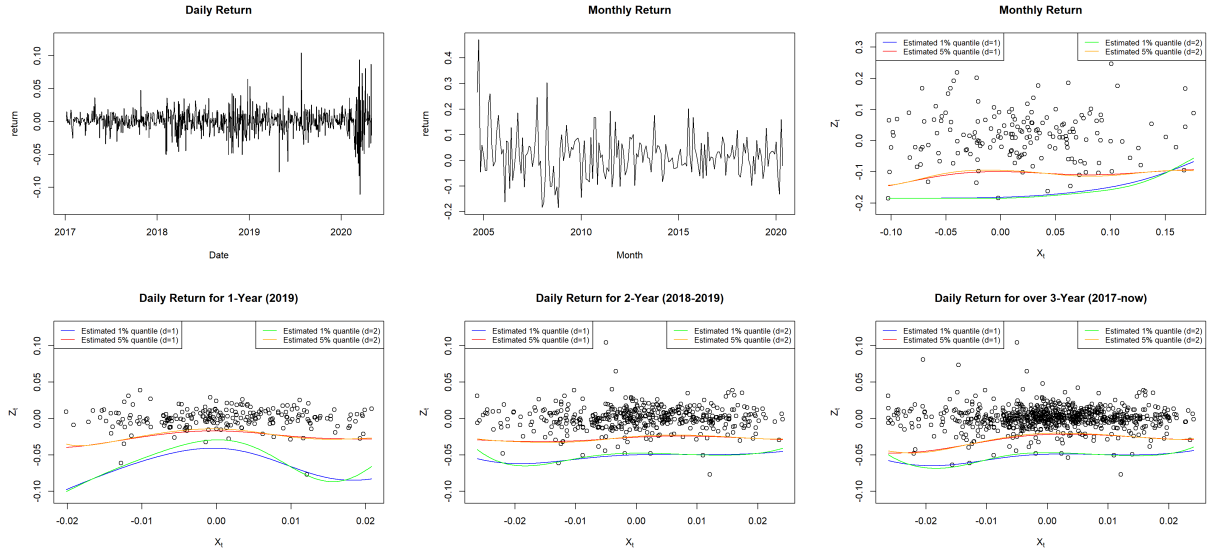 Daily Return
return
0.10
0.05
0.00
-0.05
-0.10
2017
2018
2019
2020
Date
Monthly Return
return
0.4
0.3
0.2
0.1
0.0
-0.1
-0.2
2005
2010
2015
2020
Month
Monthly Return
Estimated 1% quantile (d=1)
Estimated 5% quantile (d=1)
Estimated 1% quantile (d=2)
Estimated 5% quantile (d=2)
Zt
0.3
0.2
0.1
0.0
-0.1
-0.2
-0.10
-0.05
0.00
0.05
0.10
0.15
Xt
Daily Return for 1-Year (2019)
Estimated 1% quantile (d=1)
Estimated 5% quantile (d=1)
Estimated 1% quantile (d=2)
Estimated 5% quantile (d=2)
Zt
0.10
0.05
0.00
-0.05
-0.10
-0.02
-0.01
0.00
0.01
0.02
Xt
Daily Return for 2-Year (2018-2019)
Estimated 1% quantile (d=1)
Estimated 5% quantile (d=1)
Estimated 1% quantile (d=2)
Estimated 5% quantile (d=2)
Zt
0.10
0.05
0.00
-0.05
-0.10
-0.02
-0.01
0.00
0.01
0.02
Xt
Daily Return for over 3-Year (2017-now)
Estimated 1% quantile (d=1)
Estimated 5% quantile (d=1)
Estimated 1% quantile (d=2)
Estimated 5% quantile (d=2)
Zt
0.10
0.05
0.00
-0.05
-0.10
-0.02
-0.01
0.00
0.01
0.02
Xt